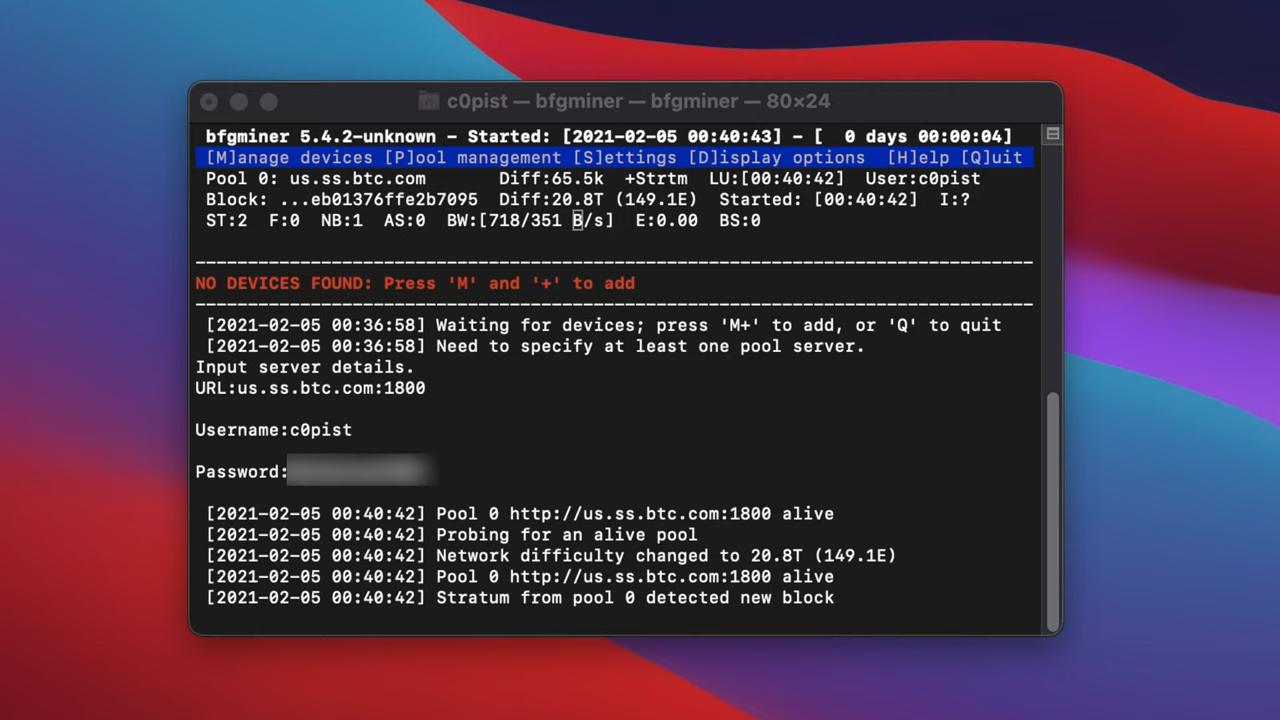 c0pist — bfgminer — bfgminer — 80×24
bfgminer 5.4.2-unknown - Started: [2021-02-05 00:40:43] - [  0 days 00:00:04]
[M]anage devices [P]ool management [S]ettings [D]isplay options  [H]elp [Q]uit
Pool 0: us.ss.btc.com       Diff:65.5k  +Strtm  LU:[00:40:42]  User:c0pist
Block: ...eb01376ffe2b7095  Diff:20.8T (149.1E)  Started: [00:40:42]  I:?
ST:2  F:0  NB:1  AS:0  BW:[718/351 B/s]  E:0.00  BS:0
NO DEVICES FOUND: Press 'M' and '+' to add
[2021-02-05 00:36:58] Waiting for devices; press 'M+' to add, or 'Q' to quit
[2021-02-05 00:36:58] Need to specify at least one pool server.
Input server details.
URL:us.ss.btc.com:1800
Username:c0pist
Password:
[2021-02-05 00:40:42] Pool 0 http://us.ss.btc.com:1800 alive
[2021-02-05 00:40:42] Probing for an alive pool
[2021-02-05 00:40:42] Network difficulty changed to 20.8T (149.1E)
[2021-02-05 00:40:42] Pool 0 http://us.ss.btc.com:1800 alive
[2021-02-05 00:40:42] Stratum from pool 0 detected new block